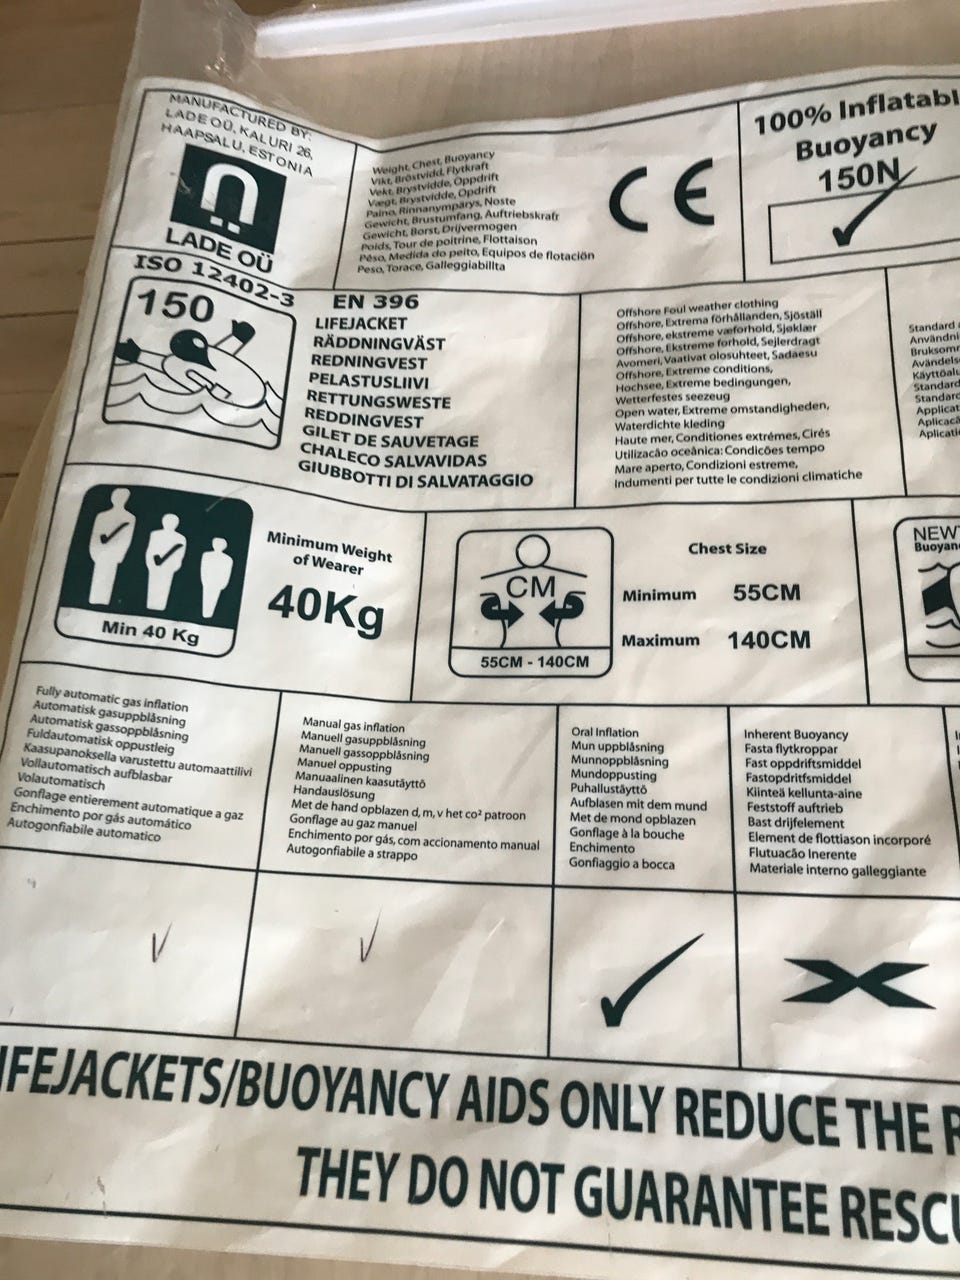 MANUFACTURED BY:
LADE OÜ, KALURI 26,
HAAPSALU, ESTONIA
LADE OÜ
Weight, Chest, Buoyancy
Vikt, Bröstvidd, Flytkraft
Vekt, Brystvidde, Oppdrift
Vægt, Brystvidde, Opdrift
Paino, Rinnanympärys, Noste
Gewicht, Brustumfang, Auftriebskrafr
Gewicht, Borst, Drijvermogen
Poids, Tour de poitrine, Flottaison
Pêso, Medida do peito, Equipos de flotación
Peso, Torace, Galleggiabilita
CE
100% Inflatabl
Buoyancy
150N
ISO 12402-3
150
EN 396
LIFEJACKET
RÄDDNINGVÄST
REDNINGVEST
PELASTUSLIIVI
RETTUNGSWESTE
REDDINGVEST
GILET DE SAUVETAGE
CHALECO SALVAVIDAS
GIUBBOTTI DI SALVATAGGIO
Offshore Foul weather clothing
Offshore, Extrema förhållanden, Sjöställ
Offshore, ekstreme væforhold, Sjøklær
Offshore, Ekstreme forhold, Sejlerdragt
Avomeri, Vaativat olosuhteet, Sadaesu
Offshore, Extreme conditions,
Hochsee, Extreme bedingungen,
Wetterfestes seezeug
Open water, Extreme omstandigheden,
Waterdichte kleding
Haute mer, Conditiones extrémes, Cirés
Utilizacão oceânica: Condicões tempo
Mare aperto, Condizioni estreme,
Indumenti per tutte le condizioni climatiche
Standard
Användni
Bruksomr
Avändels
Käyttöalu
Standard
Standard
Applicat
Aplicacã
Aplicati
Min 40 Kg
Minimum Weight
of Wearer
40Kg
CM
55CM - 140CM
Chest Size
Minimum 55CM
Maximum 140CM
NEWT
Buoyan
Fully automatic gas inflation
Automatisk gasuppblåsning
Automatisk gassoppblåsning
Fuldautomatisk oppustleig
Kaasupanoksella varustettu automaattilivi
Vollautomatisch aufblasbar
Volautomatisch
Gonflage entierement automatique a gaz
Enchimento por gás automático
Autogonfiabile automatico
Manual gas inflation
Manuell gasuppblåsning
Manuell gassoppblåsning
Manuel oppusting
Manuaalinen kaasutäyttö
Handauslösung
Met de hand opblazen d, m, v het co² patroon
Gonflage au gaz manuel
Enchimento por gás, com accionamento manual
Autogonfiabile a strappo
Oral Inflation
Mun uppblåsning
Munnoppblåsning
Mundoppusting
Puhallustäyttö
Aufblasen mit dem mund
Met de mond opblazen
Gonflage à la bouche
Enchimento
Gonfiaggio a bocca
Inherent Buoyancy
Fasta flytkroppar
Fast oppdriftsmiddel
Fastopdritfsmiddel
Kiinteä kellunta-aine
Feststoff auftrieb
Bast drijfelement
Element de flottiason incorporé
Flutuacão Inerente
Materiale interno galleggiante
IFEJACKETS/BUOYANCY AIDS ONLY REDUCE THE R
THEY DO NOT GUARANTEE RESCU